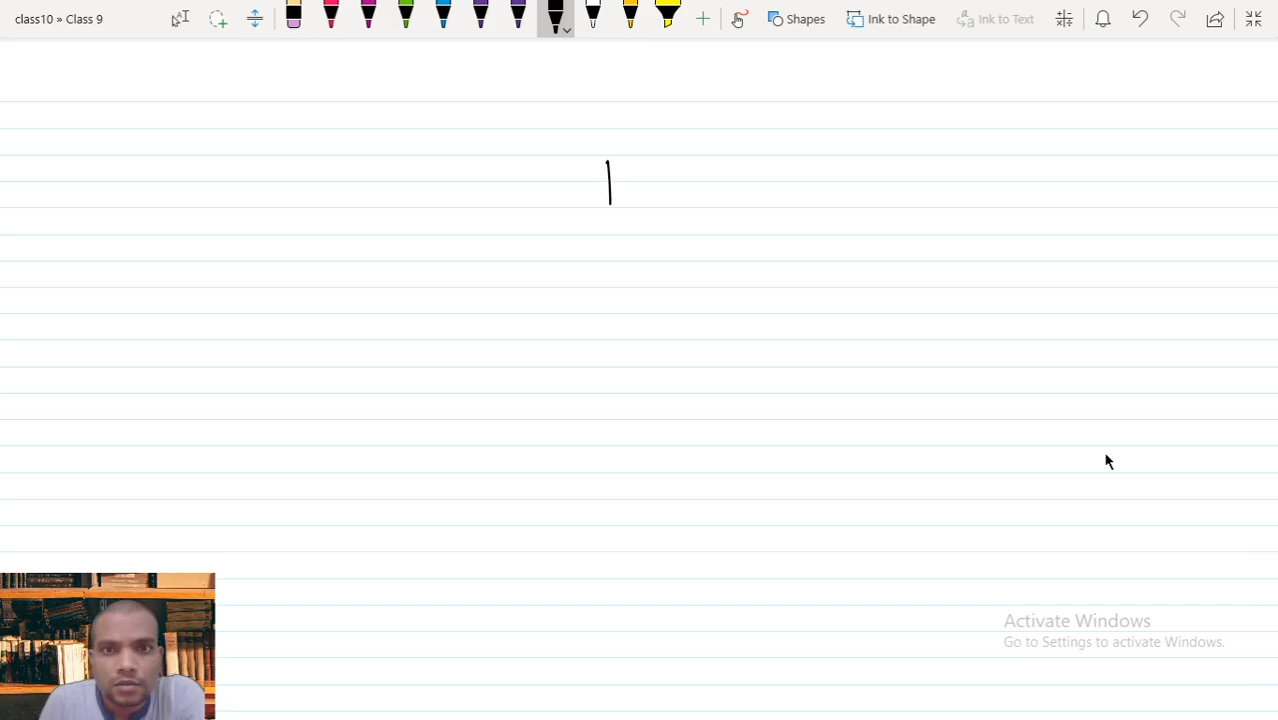 class10 » Class 9
Shapes
Ink to Shape
Ink to Text
Activate Windows
Go to Settings to activate Windows.